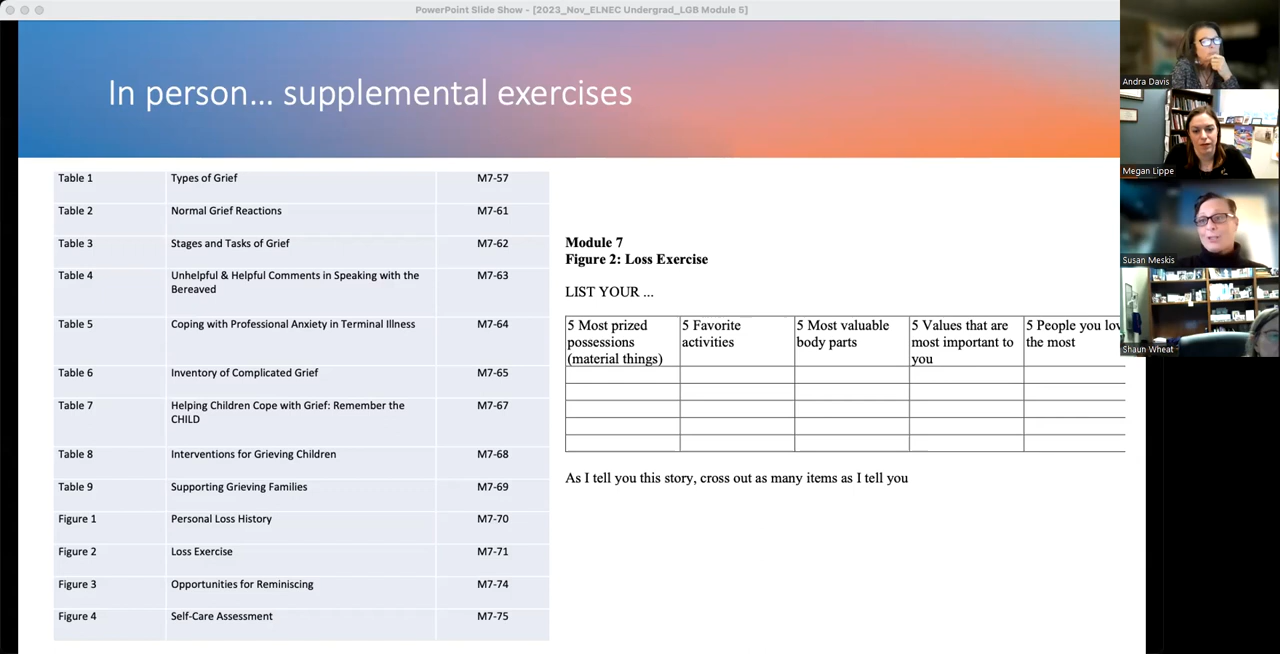 PowerPoint Slide Show - [2023_Nov_ELNEC Undergrad_LGB Module 5]
In person... supplemental exercises
Table 1 Types of Grief M7-57
Table 2 Normal Grief Reactions M7-61
Table 3 Stages and Tasks of Grief M7-62
Table 4 Unhelpful & Helpful Comments in Speaking with the M7-63
Bereaved
Table 5 Coping with Professional Anxiety in Terminal Illness M7-64
Table 6 Inventory of Complicated Grief M7-65
Table 7 Helping Children Cope with Grief: Remember the M7-67
CHILD
Table 8 Interventions for Grieving Children M7-68
Table 9 Supporting Grieving Families M7-69
Figure 1 Personal Loss History M7-70
Figure 2 Loss Exercise M7-71
Figure 3 Opportunities for Reminiscing M7-74
Figure 4 Self-Care Assessment M7-75
Module 7
Figure 2: Loss Exercise
LIST YOUR ...
5 Most prized 5 Favorite 5 Most valuable 5 Values that are 5 People you lov
possessions activities body parts most important to the most
(material things) you
As I tell you this story, cross out as many items as I tell you
Andra Davis
Megan Lippe
Susan Meskis
Shaun Wheat